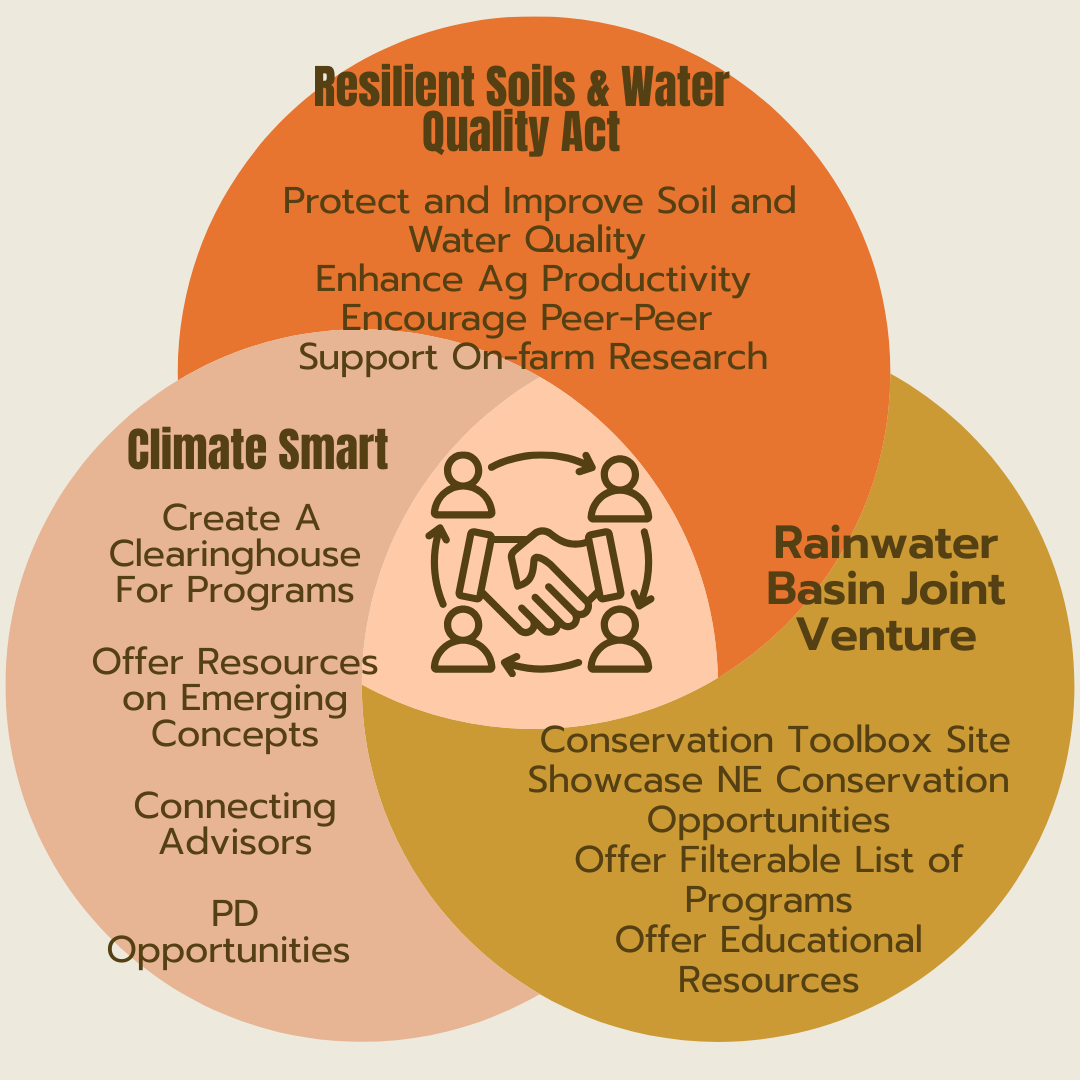 Resilient Soils & Water
Quality Act
Protect and Improve Soil and
Water Quality
Enhance Ag Productivity
Encourage Peer-Peer
Support On-farm Research
Climate Smart
Create A
Clearinghouse
For Programs
Offer Resources
on Emerging
Concepts
Connecting
Advisors
PD
Opportunities
Rainwater
Basin Joint
Venture
Conservation Toolbox Site
Showcase NE Conservation
Opportunities
Offer Filterable List of
Programs
Offer Educational
Resources